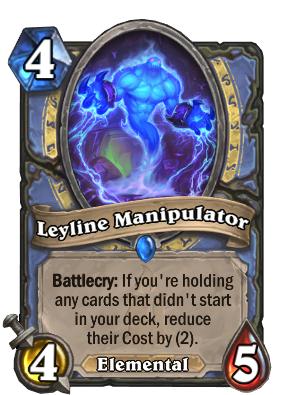 4
Leyline Manipulator
Battlecry: If you're holding
any cards that didn't start
in your deck, reduce
their Cost by (2).
4
Elemental
5